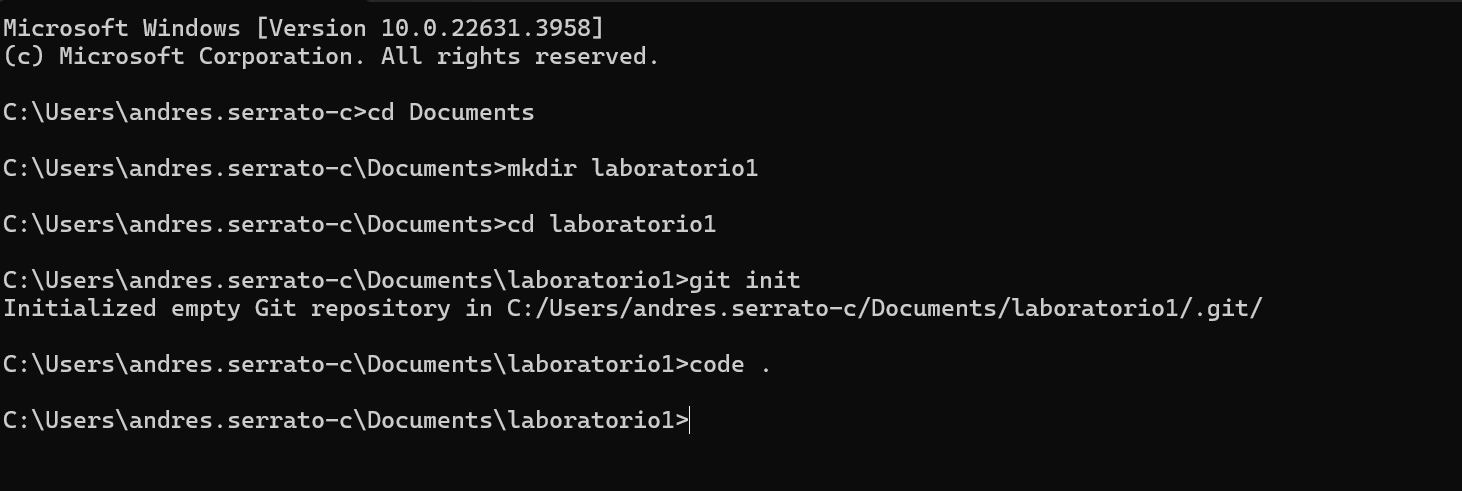 Microsoft Windows [Version 10.0.22631.3958]
(c) Microsoft Corporation. All rights reserved.
C:\Users\andres.serrato-c>cd Documents
C:\Users\andres.serrato-c\Documents>mkdir laboratorio1
C:\Users\andres.serrato-c\Documents>cd laboratorio1
C:\Users\andres.serrato-c\Documents\laboratorio1>git init
Initialized empty Git repository in C:/Users/andres.serrato-c/Documents/laboratorio1/.git/
C:\Users\andres.serrato-c\Documents\laboratorio1>code .
C:\Users\andres.serrato-c\Documents\laboratorio1>